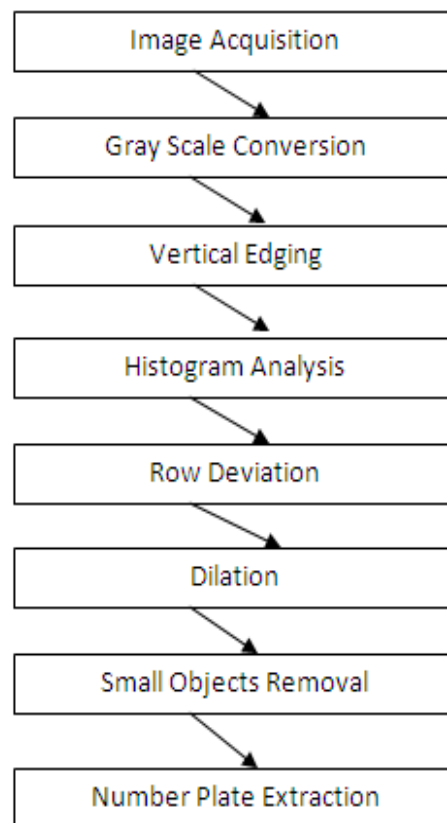 Image Acquisition
Gray Scale Conversion
Vertical Edging
Histogram Analysis
Row Deviation
Dilation
Small Objects Removal
Number Plate Extraction